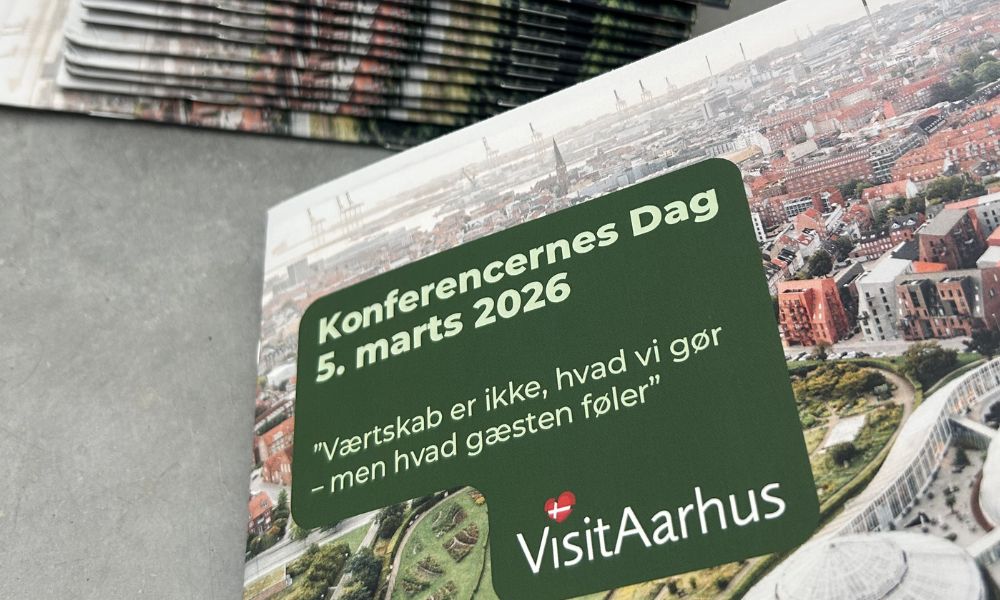 Konferencernes Dag
5. marts 2026
”Værtskab er ikke, hvad vi gør
– men hvad gæsten føler”
VisitAarhus